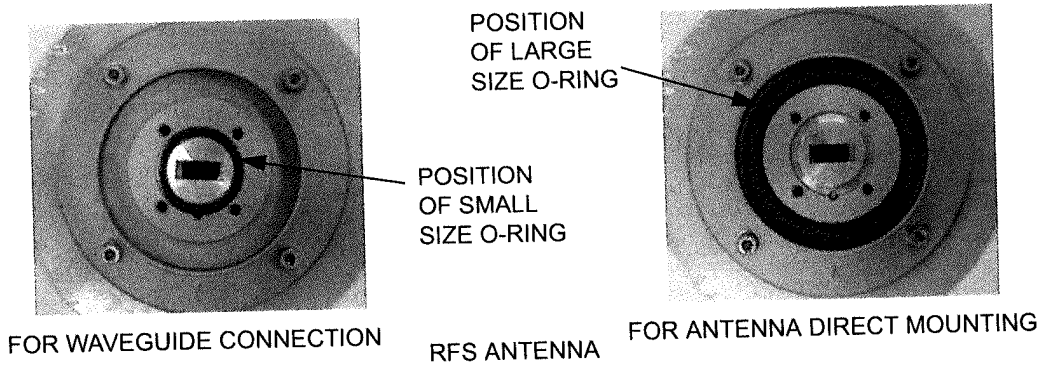 POSITION
OF LARGE
SIZE O-RING
POSITION
OF SMALL
SIZE O-RING
FOR WAVEGUIDE CONNECTION
RFS ANTENNA
FOR ANTENNA DIRECT MOUNTING